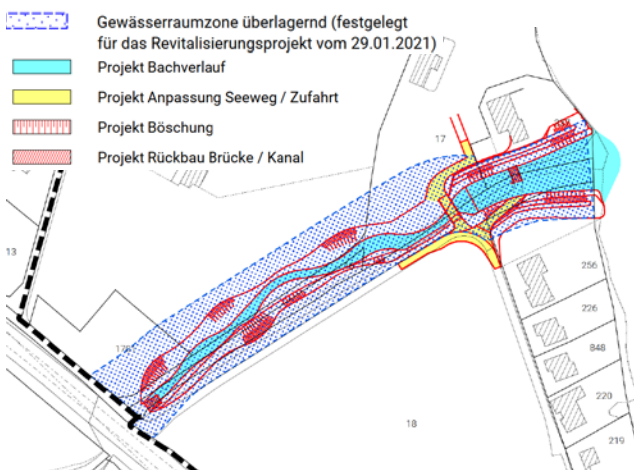 Gewässerraumzone überlagernd (festgelegt
für das Revitalisierungsprojekt vom 29.01.2021)
Projekt Bachverlauf
Projekt Anpassung Seeweg / Zufahrt
Projekt Böschung
Projekt Rückbau Brücke / Kanal
17
13
256
226
848
18
220
219